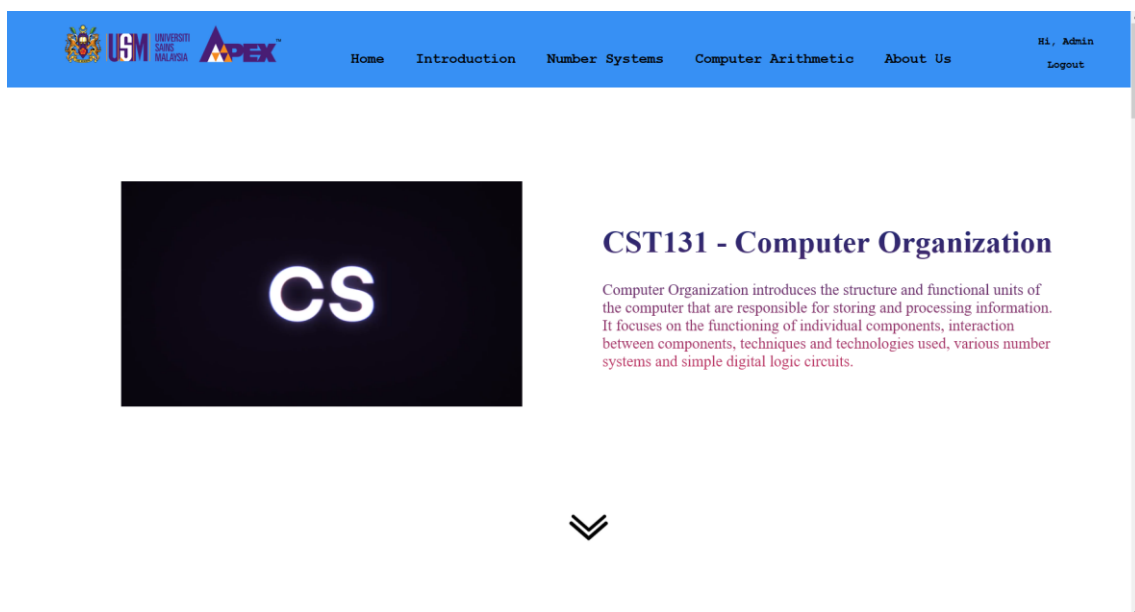 USM UNIVERSITI
SAINS
MALAYSIA
APEX™
Home Introduction Number Systems Computer Arithmetic About Us
Hi, Admin
Logout
CS
CST131 - Computer Organization
Computer Organization introduces the structure and functional units of
the computer that are responsible for storing and processing information.
It focuses on the functioning of individual components, interaction
between components, techniques and technologies used, various number
systems and simple digital logic circuits.